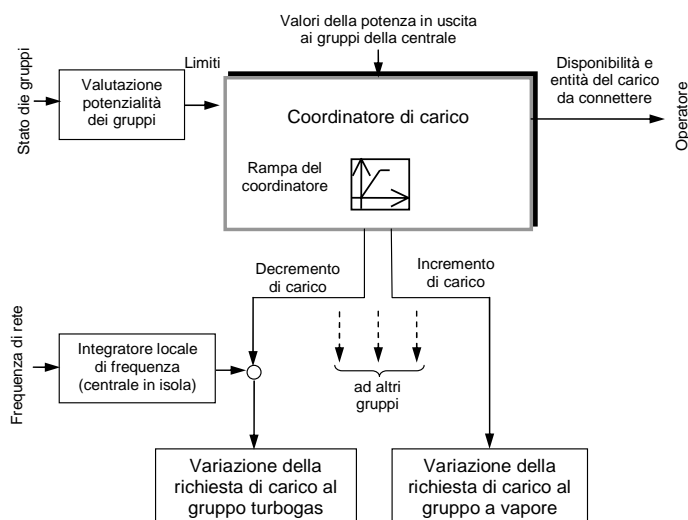 Valori della potenza in uscita
ai gruppi della centrale
Stato die gruppi
Valutazione
potenzialità
dei gruppi
Limiti
Coordinatore di carico
Rampa del
coordinatore
Disponibilità e
entità del carico
da connettere
Operatore
Decremento
di carico
Incremento
di carico
Frequenza di rete
Integratore locale
di frequenza
(centrale in isola)
ad altri
gruppi
Variazione della
richiesta di carico al
gruppo turbogas
Variazione della
richiesta di carico al
gruppo a vapore